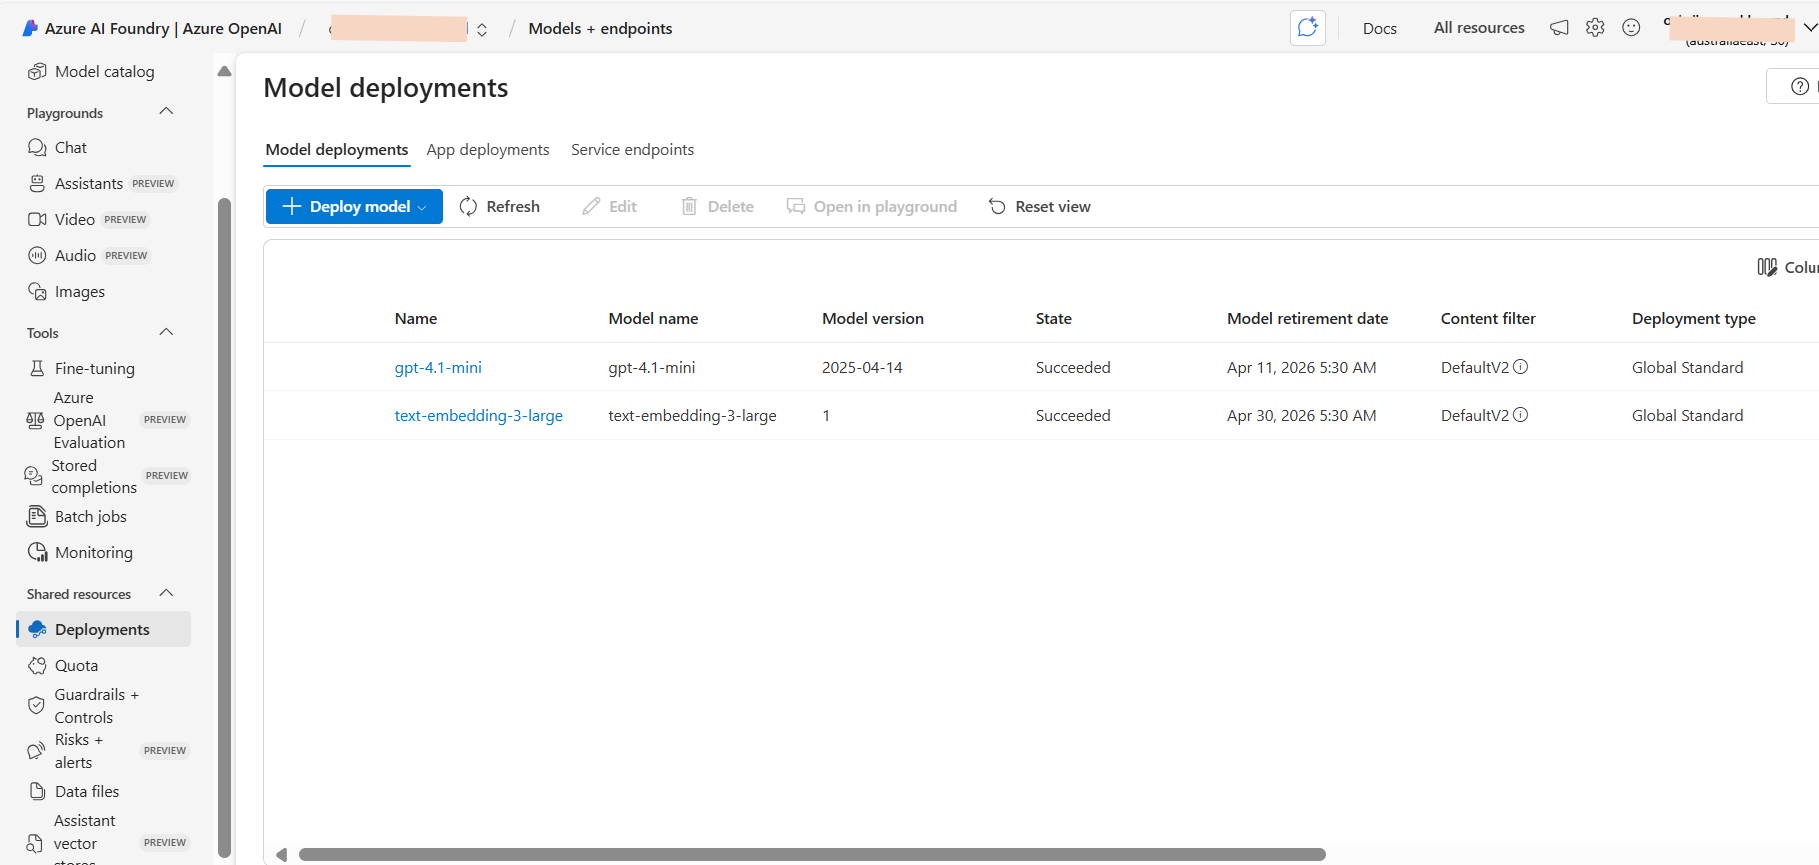 Azure AI Foundry | Azure OpenAI / / Models + endpoints
Docs
All resources
(australiaeast, S0)
Model catalog
Playgrounds
Chat
Assistants PREVIEW
Video PREVIEW
Audio PREVIEW
Images
Tools
Fine-tuning
Azure
OpenAI PREVIEW
Evaluation
Stored
completions PREVIEW
Batch jobs
Monitoring
Shared resources
Deployments
Quota
Guardrails +
Controls
Risks +
alerts PREVIEW
Data files
Assistant
vector PREVIEW
stores
Model deployments
Model deployments App deployments Service endpoints
Deploy model Refresh Edit Delete Open in playground Reset view
Name Model name Model version State Model retirement date Content filter Deployment type
gpt-4.1-mini gpt-4.1-mini 2025-04-14 Succeeded Apr 11, 2026 5:30 AM DefaultV2 Global Standard
text-embedding-3-large text-embedding-3-large 1 Succeeded Apr 30, 2026 5:30 AM DefaultV2 Global Standard